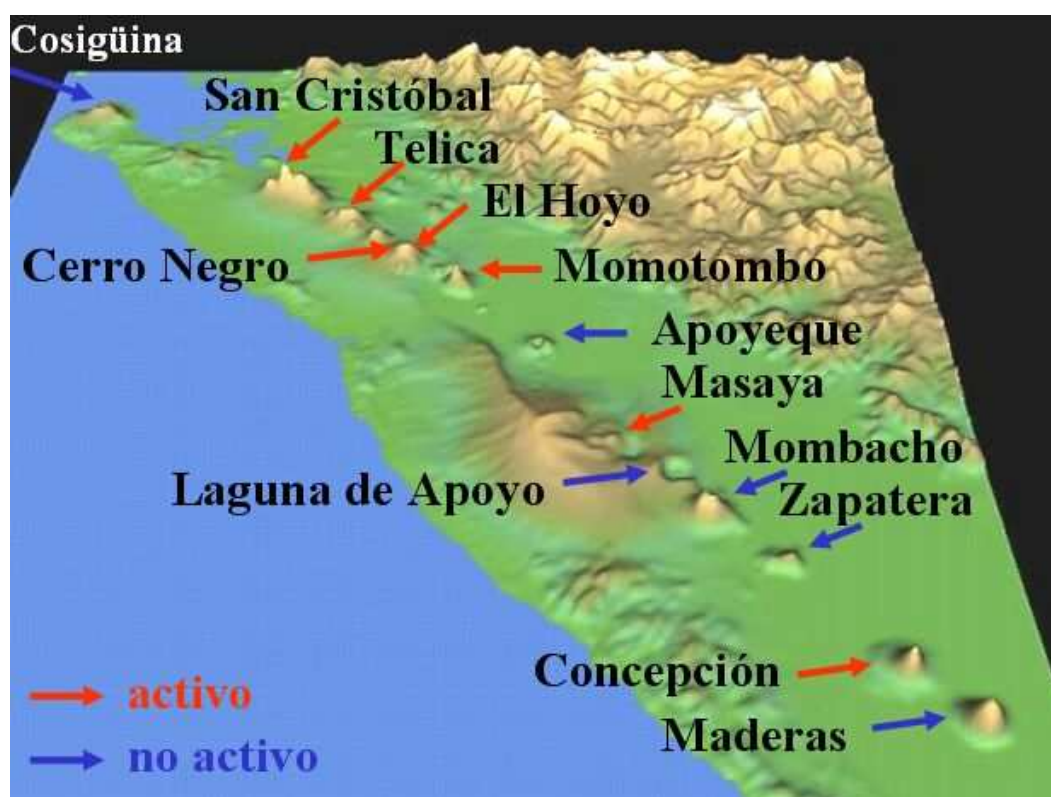 Cosigüina
San Cristóbal
Telica
El Hoyo
Cerro Negro
Momotombo
Apoyeque
Masaya
Mombacho
Laguna de Apoyo
Zapatera
Concepción
activo
Maderas
no activo